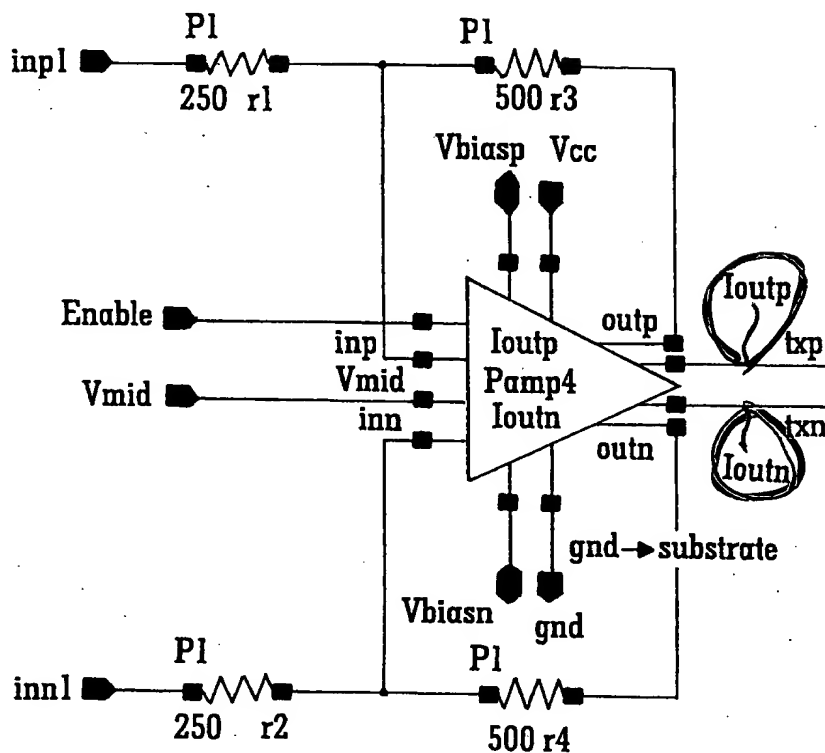 P1 P1
inp1
250 r1 500 r3
Vbiasp Vcc
Ioutp
Enable
outp
inp Ioutp txp
Vmid Vmid Pamp4
inn Ioutn
txn
outn
Ioutn
gnd→substrate
Vbiasn gnd
P1 P1
inn1
250 r2 500 r4